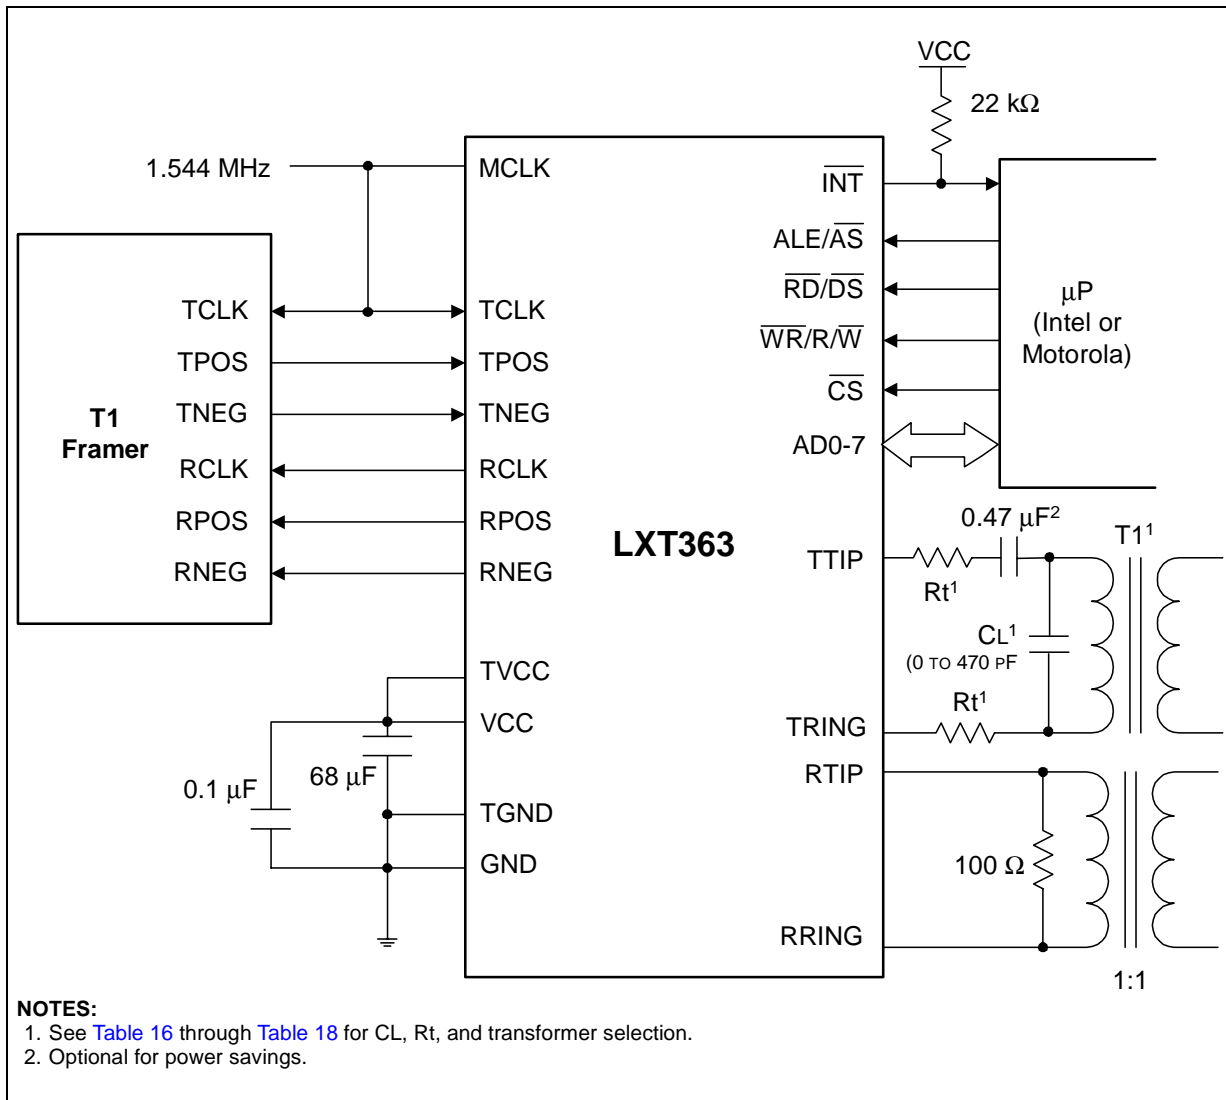 VCC
22 kΩ
1.544 MHz
MCLK
INT
ALE/AS
RD/DS
WR/R/W
CS
AD0-7
μP
(Intel or
Motorola)
T1
Framer
TCLK
TPOS
TNEG
RCLK
RPOS
RNEG
TCLK
TPOS
TNEG
RCLK
RPOS
RNEG
LXT363
0.47 μF2
T1¹
TTIP
Rt¹
CL¹
(0 TO 470 PF
Rt¹
TRING
TVCC
VCC
0.1 μF
68 μF
TGND
GND
RTIP
100 Ω
RRING
1:1
NOTES:
1. See Table 16 through Table 18 for CL, Rt, and transformer selection.
2. Optional for power savings.